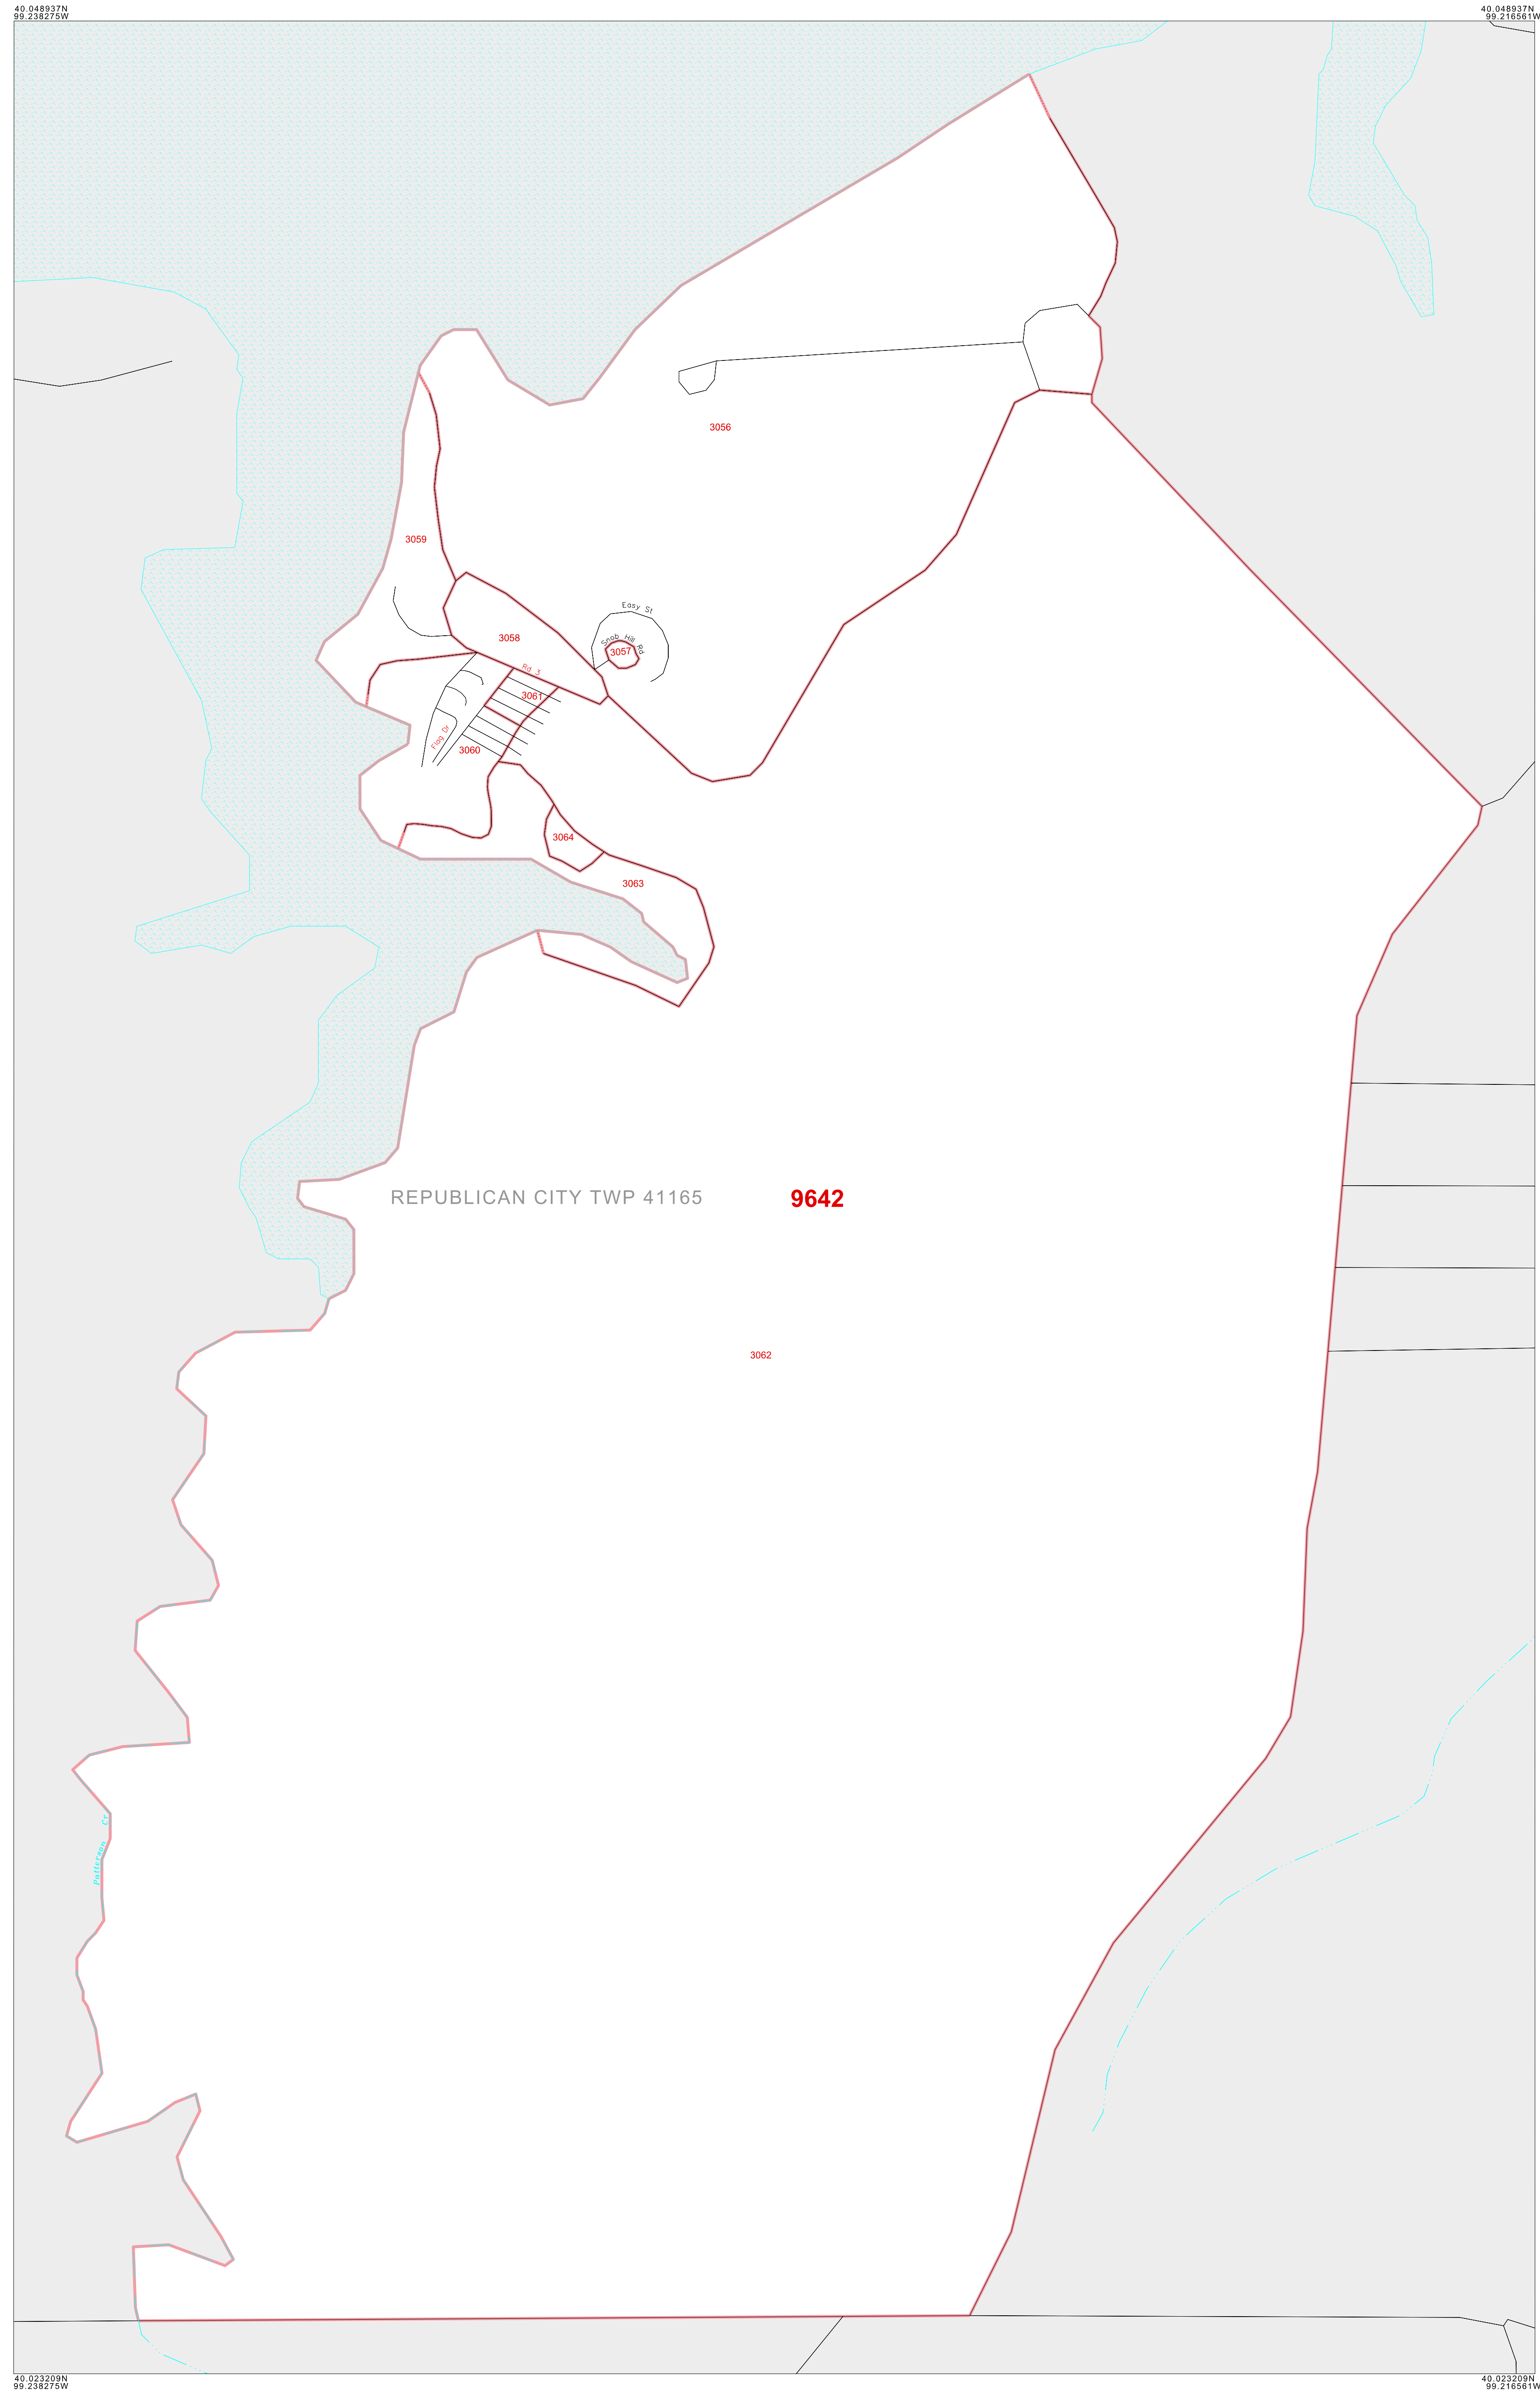 40.048937N
99.238275W
40.048937N
99.216561W
3056
3059
Easy St
3058
Snob Hill Rd
3057
Rd 3
3061
Flag Dr
3060
3064
3063
REPUBLICAN CITY TWP 41165
9642
3062
Patterson Cr
40.023209N
99.238275W
40.023209N
99.216561W